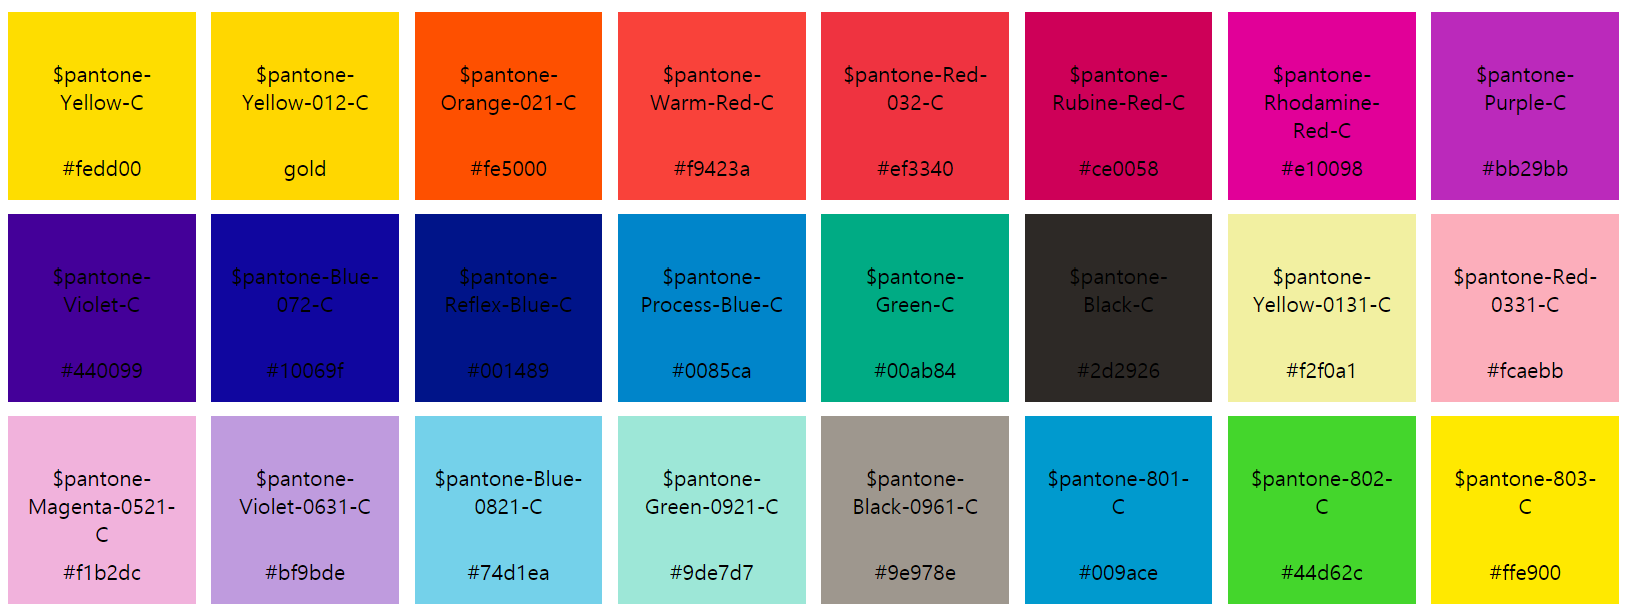 $pantone-
Yellow-C
#fedd00
$pantone-
Yellow-012-C
gold
$pantone-
Orange-021-C
#fe5000
$pantone-
Warm-Red-C
#f9423a
$pantone-Red-
032-C
#ef3340
$pantone-
Rubine-Red-C
#ce0058
$pantone-
Rhodamine-
Red-C
#e10098
$pantone-
Purple-C
#bb29bb
$pantone-
Violet-C
#440099
$pantone-Blue-
072-C
#10069f
$pantone-
Reflex-Blue-C
#001489
$pantone-
Process-Blue-C
#0085ca
$pantone-
Green-C
#00ab84
$pantone-
Black-C
#2d2926
$pantone-
Yellow-0131-C
#f2f0a1
$pantone-Red-
0331-C
#fcaebb
$pantone-
Magenta-0521-
C
#f1b2dc
$pantone-
Violet-0631-C
#bf9bde
$pantone-Blue-
0821-C
#74d1ea
$pantone-
Green-0921-C
#9de7d7
$pantone-
Black-0961-C
#9e978e
$pantone-801-
C
#009ace
$pantone-802-
C
#44d62c
$pantone-803-
C
#ffe900